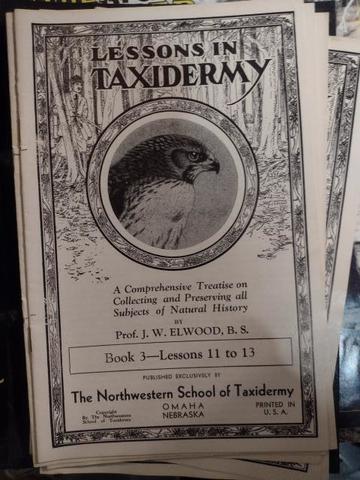 LESSONS IN
TAXIDERMY
A Comprehensive Treatise on
Collecting and Preserving all
Subjects of Natural History
BY
Prof. J. W. ELWOOD, B. S.
Book 3—Lessons 11 to 13
PUBLISHED EXCLUSIVELY BY
The Northwestern School of Taxidermy
Copyright
By The Northwestern
School of Taxidermy
OMAHA
NEBRASKA
PRINTED IN
U. S. A.